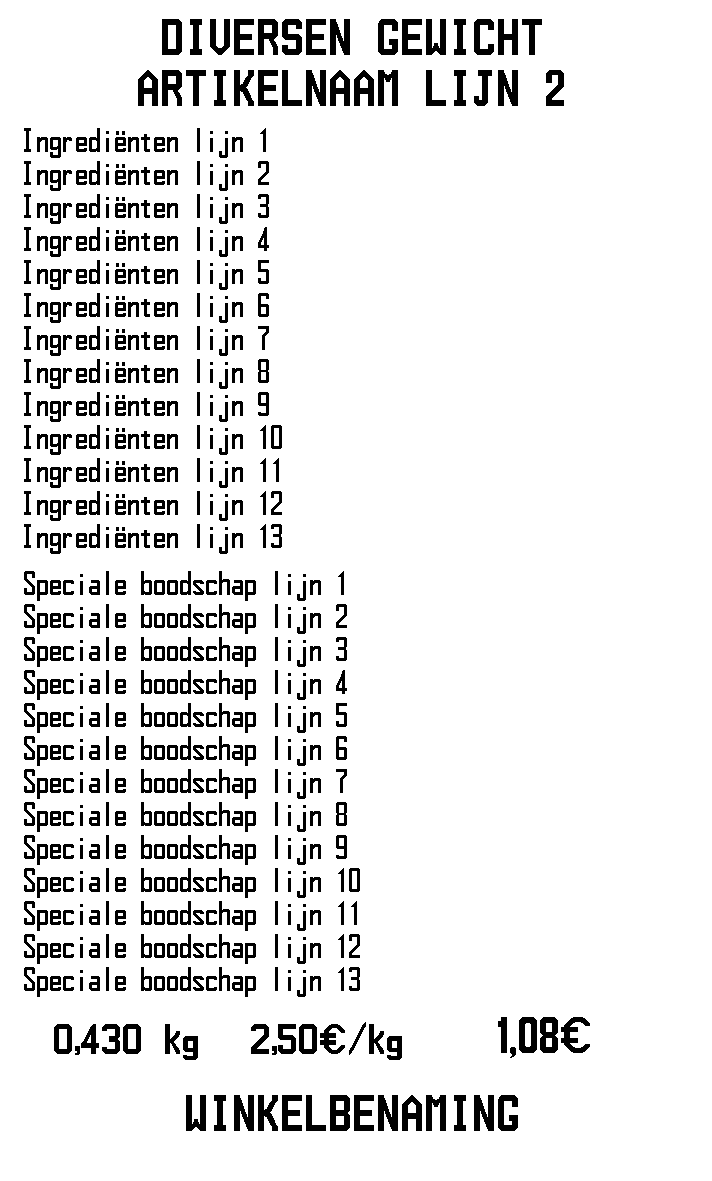 DIVERSEN GEWICHT
ARTIKELNAAM LIJN 2
Ingrediënten lijn 1
Ingrediënten lijn 2
Ingrediënten lijn 3
Ingrediënten lijn 4
Ingrediënten lijn 5
Ingrediënten lijn 6
Ingrediënten lijn 7
Ingrediënten lijn 8
Ingrediënten lijn 9
Ingrediënten lijn 10
Ingrediënten lijn 11
Ingrediënten lijn 12
Ingrediënten lijn 13
Speciale boodschap lijn 1
Speciale boodschap lijn 2
Speciale boodschap lijn 3
Speciale boodschap lijn 4
Speciale boodschap lijn 5
Speciale boodschap lijn 6
Speciale boodschap lijn 7
Speciale boodschap lijn 8
Speciale boodschap lijn 9
Speciale boodschap lijn 10
Speciale boodschap lijn 11
Speciale boodschap lijn 12
Speciale boodschap lijn 13
0,430 kg 2,50€/kg 1,08€
WINKELBENAMING